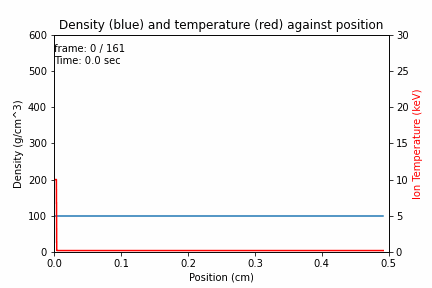 Density (blue) and temperature (red) against position
frame: 0 / 161
Time: 0.0 sec
600
500
400
300
200
100
0
Density (g/cm^3)
30
25
20
15
10
5
0
Ion Temperature (keV)
0.0 0.1 0.2 0.3 0.4 0.5
Position (cm)